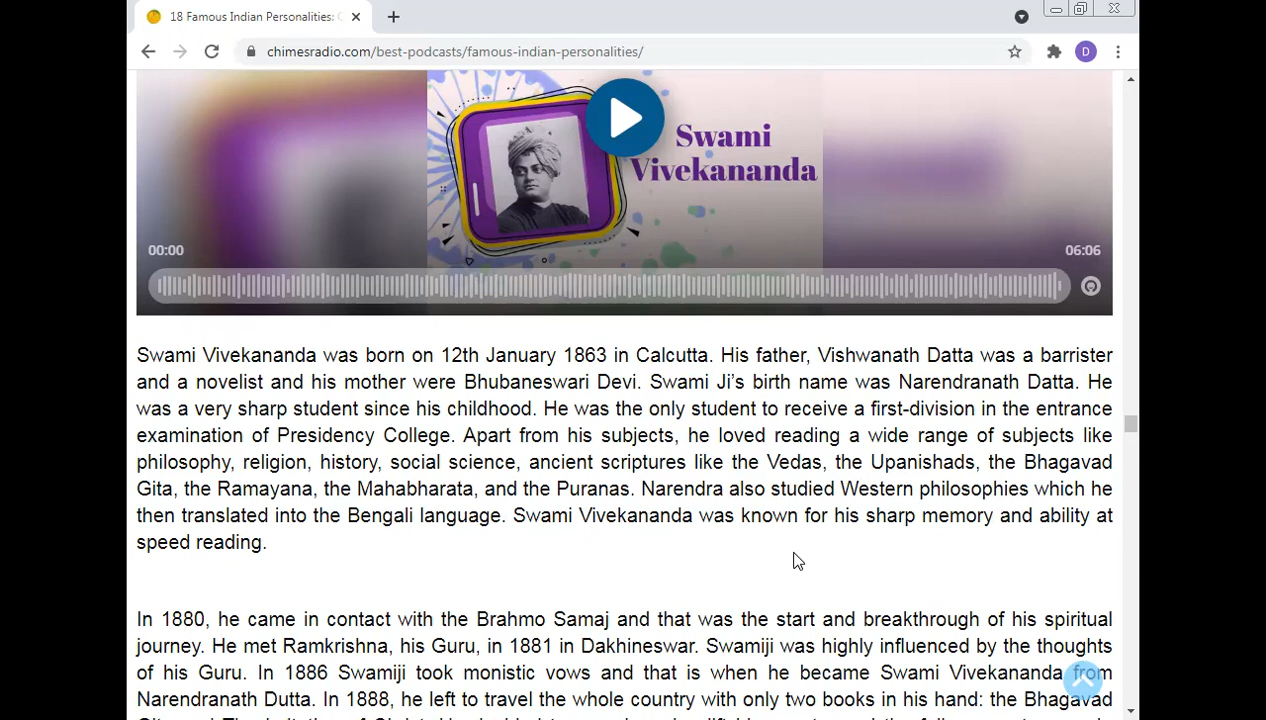 18 Famous Indian Personalities:
chimesradio.com/best-podcasts/famous-indian-personalities/
D
Swami
Vivekananda
00:00
06:06
Swami Vivekananda was born on 12th January 1863 in Calcutta. His father, Vishwanath Datta was a barrister
and a novelist and his mother were Bhubaneswari Devi. Swami Ji’s birth name was Narendranath Datta. He
was a very sharp student since his childhood. He was the only student to receive a first-division in the entrance
examination of Presidency College. Apart from his subjects, he loved reading a wide range of subjects like
philosophy, religion, history, social science, ancient scriptures like the Vedas, the Upanishads, the Bhagavad
Gita, the Ramayana, the Mahabharata, and the Puranas. Narendra also studied Western philosophies which he
then translated into the Bengali language. Swami Vivekananda was known for his sharp memory and ability at
speed reading.
In 1880, he came in contact with the Brahmo Samaj and that was the start and breakthrough of his spiritual
journey. He met Ramkrishna, his Guru, in 1881 in Dakhineswar. Swamiji was highly influenced by the thoughts
of his Guru. In 1886 Swamiji took monistic vows and that is when he became Swami Vivekananda from
Narendranath Dutta. In 1888, he left to travel the whole country with only two books in his hand: the Bhagavad